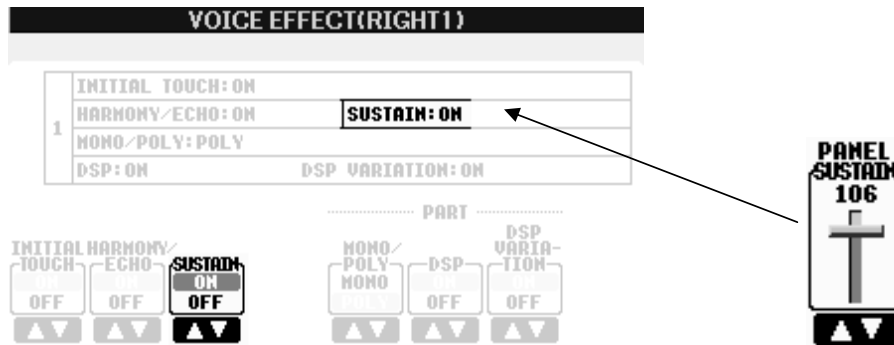 VOICE EFFECT(RIGHT1)
1
INITIAL TOUCH:ON
HARMONY/ECHO:ON SUSTAIN:ON
MONO/POLY:POLY
DSP:ON DSP VARIATION:ON
PANEL
SUSTAIN
106
PART
INITIAL
TOUCH
ON
OFF
HARMONY/
ECHO
ON
OFF
SUSTAIN
ON
OFF
MONO/
POLY
MONO
POLY
DSP
ON
OFF
DSP
VARIA-
TION
ON
OFF